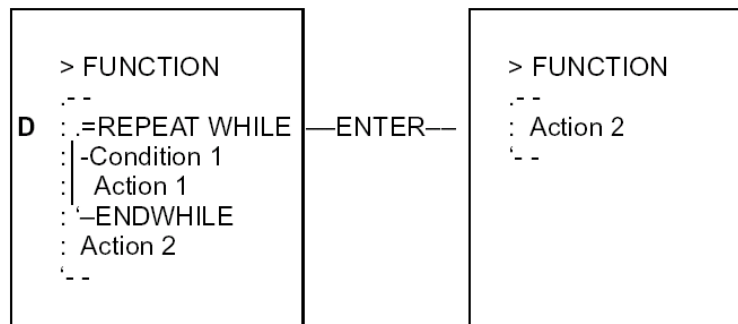 > FUNCTION
.- -
D : .=REPEAT WHILE
:| -Condition 1
:| Action 1
: ‘–ENDWHILE
: Action 2
‘- -
—ENTER––
> FUNCTION
.- -
: Action 2
‘- -